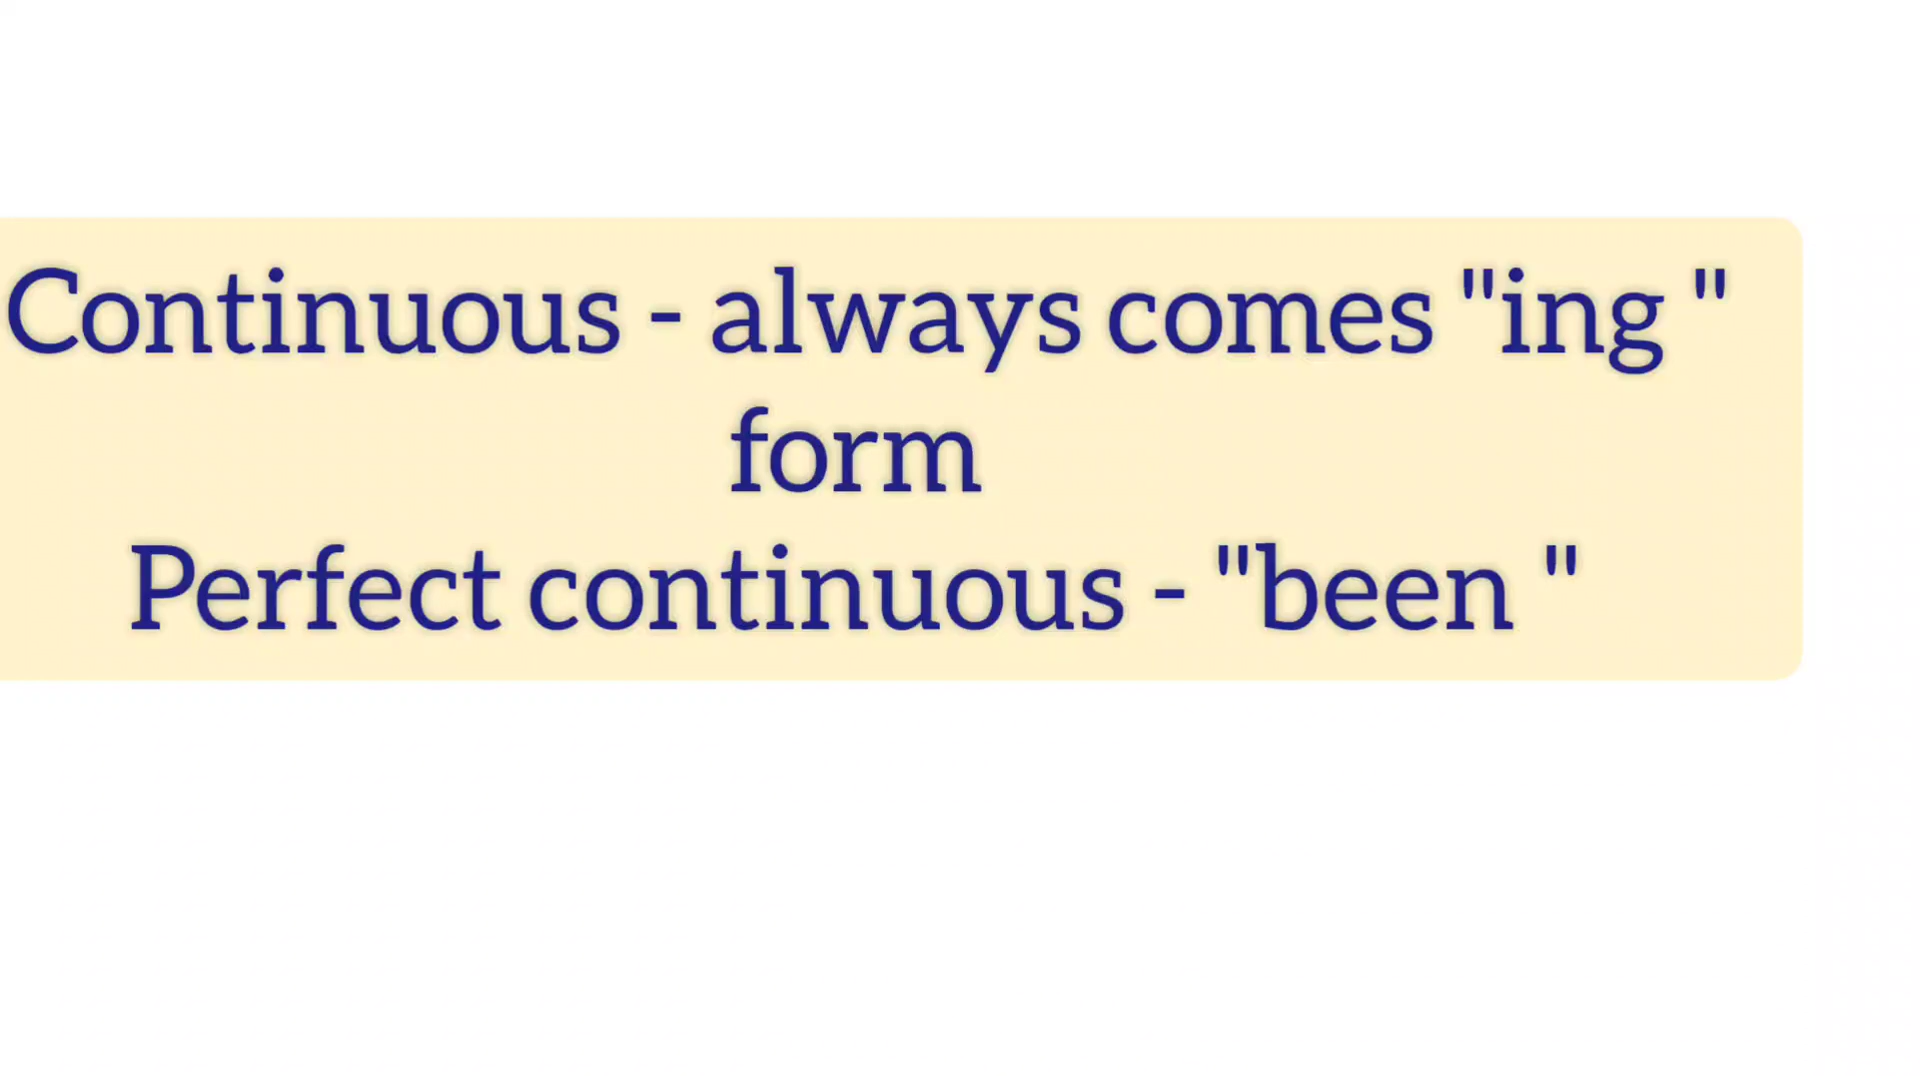 Continuous - always comes "ing "
form
Perfect continuous - "been "